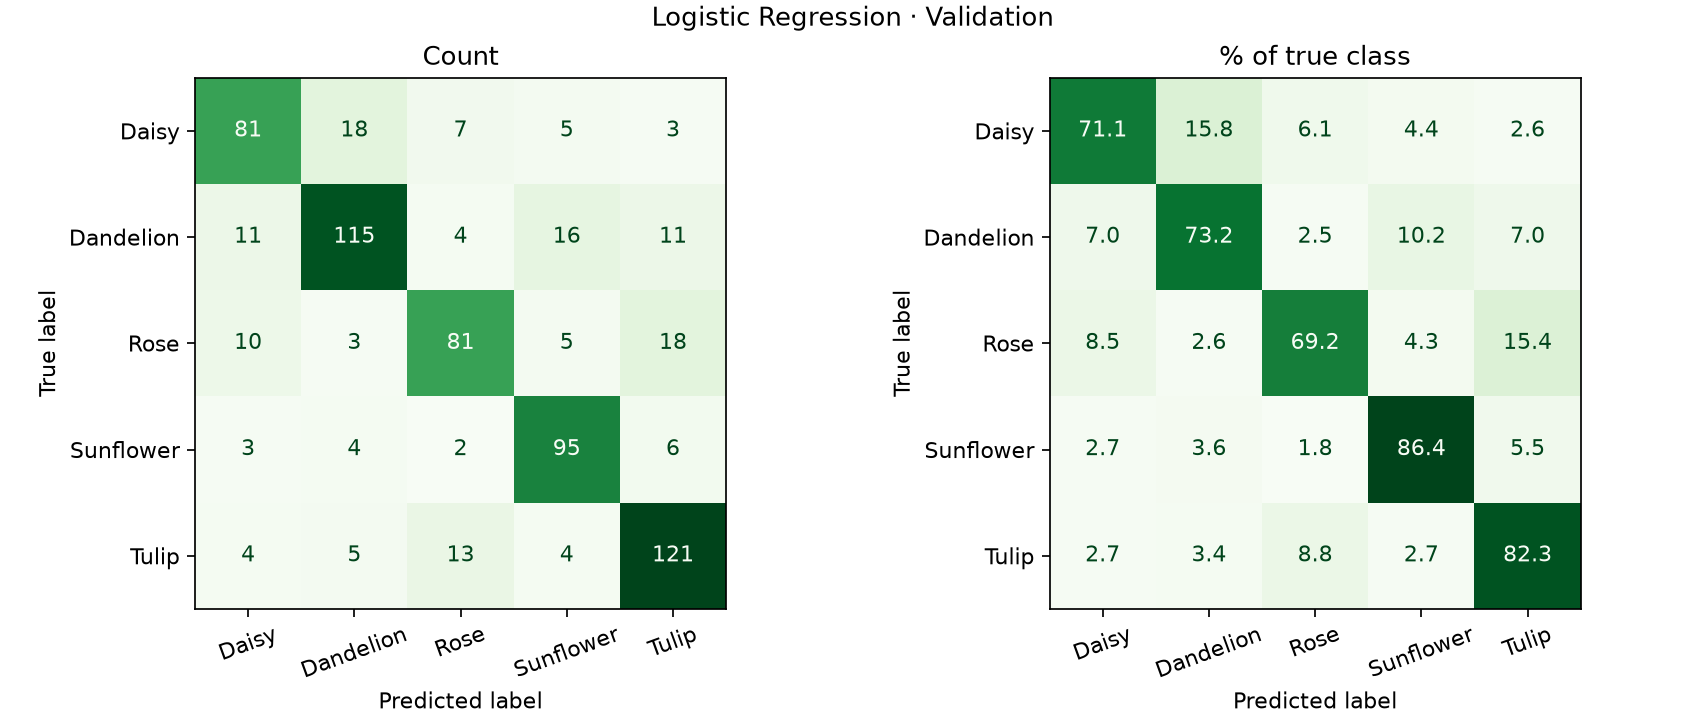 Logistic Regression · Validation
Count
Daisy 81 18 7 5 3
Dandelion 11 115 4 16 11
Rose 10 3 81 5 18
Sunflower 3 4 2 95 6
Tulip 4 5 13 4 121
Daisy Dandelion Rose Sunflower Tulip
True label
Predicted label
% of true class
Daisy 71.1 15.8 6.1 4.4 2.6
Dandelion 7.0 73.2 2.5 10.2 7.0
Rose 8.5 2.6 69.2 4.3 15.4
Sunflower 2.7 3.6 1.8 86.4 5.5
Tulip 2.7 3.4 8.8 2.7 82.3
Daisy Dandelion Rose Sunflower Tulip
True label
Predicted label